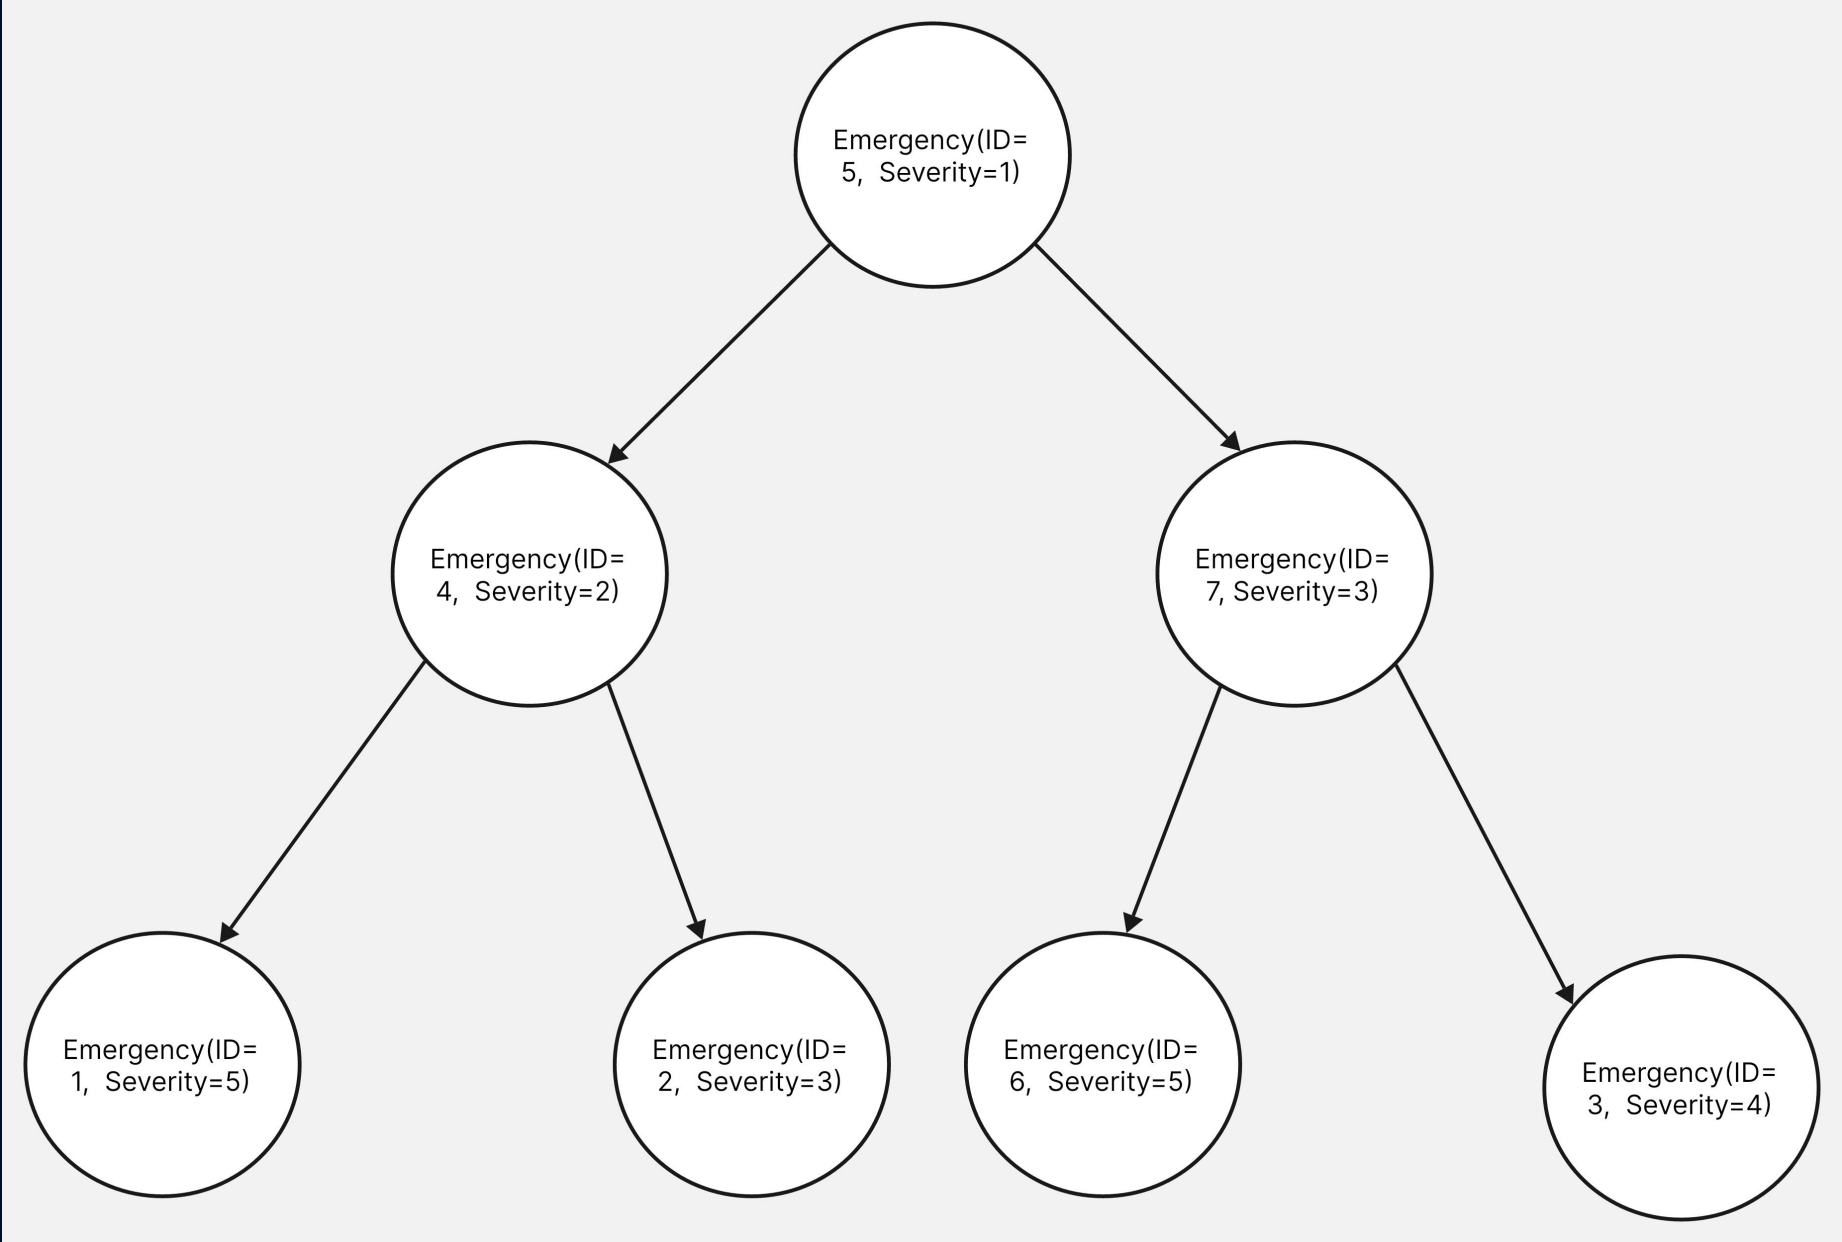 Emergency(ID=
5,  Severity=1)
Emergency(ID=
4,  Severity=2)
Emergency(ID=
7, Severity=3)
Emergency(ID=
1,  Severity=5)
Emergency(ID=
2,  Severity=3)
Emergency(ID=
6,  Severity=5)
Emergency(ID=
3,  Severity=4)